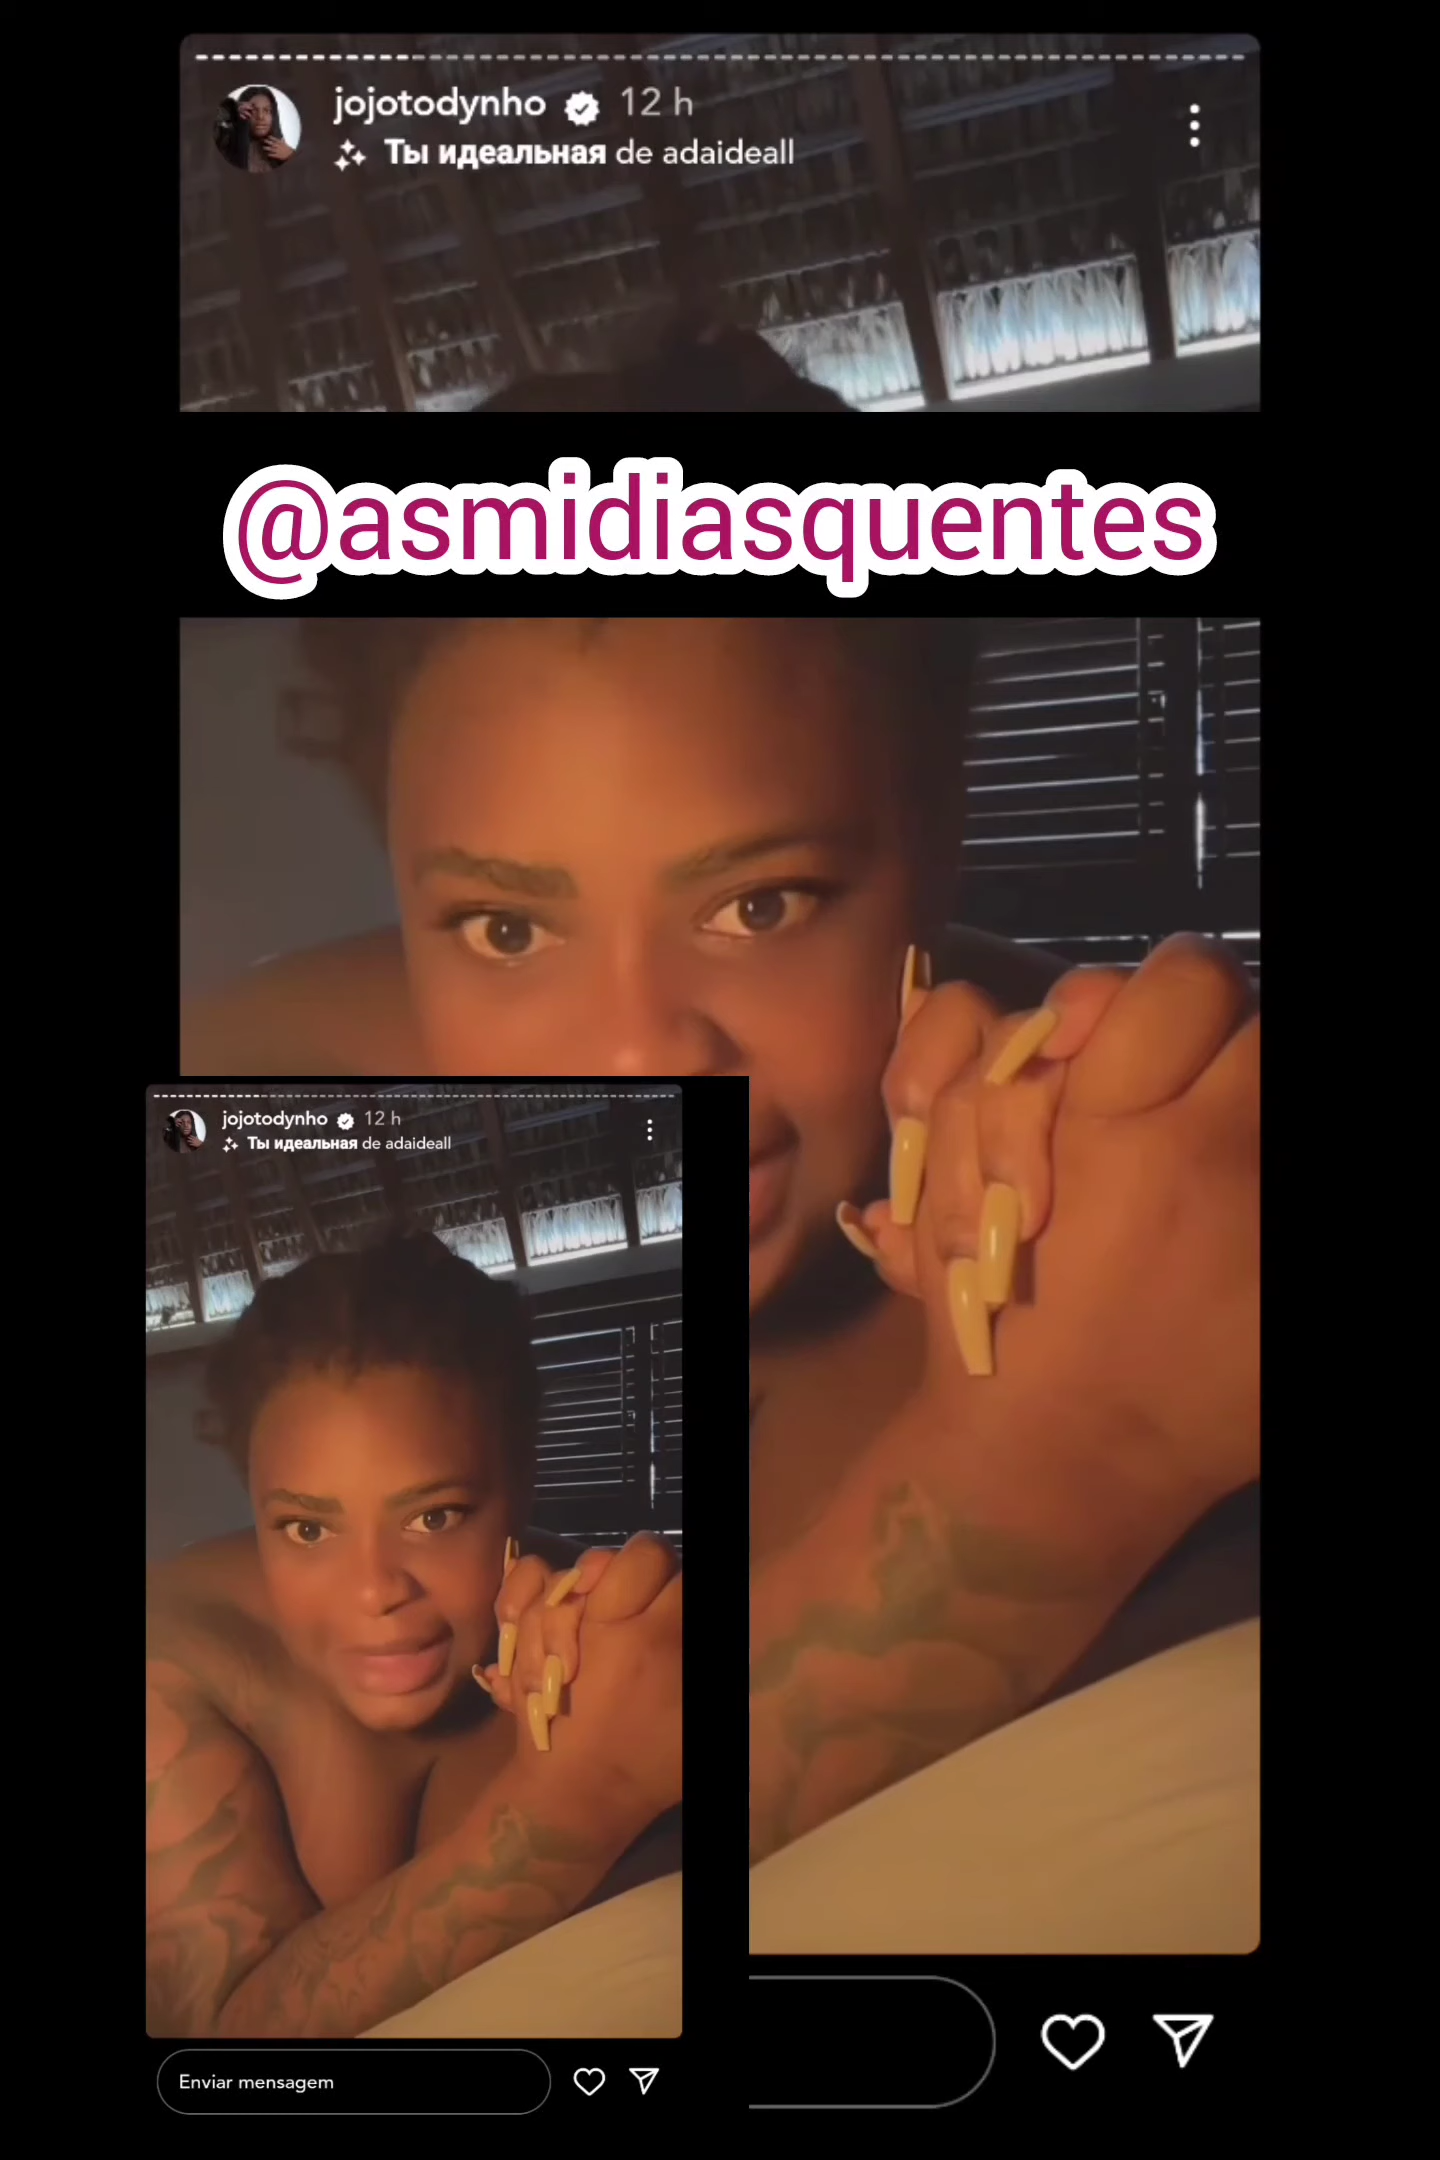 jojotodynho 12 h
Ты идеальная de adaideall
@asmidiasquentes
jojotodynho 12 h
Ты идеальная de adaideall
Enviar mensagem